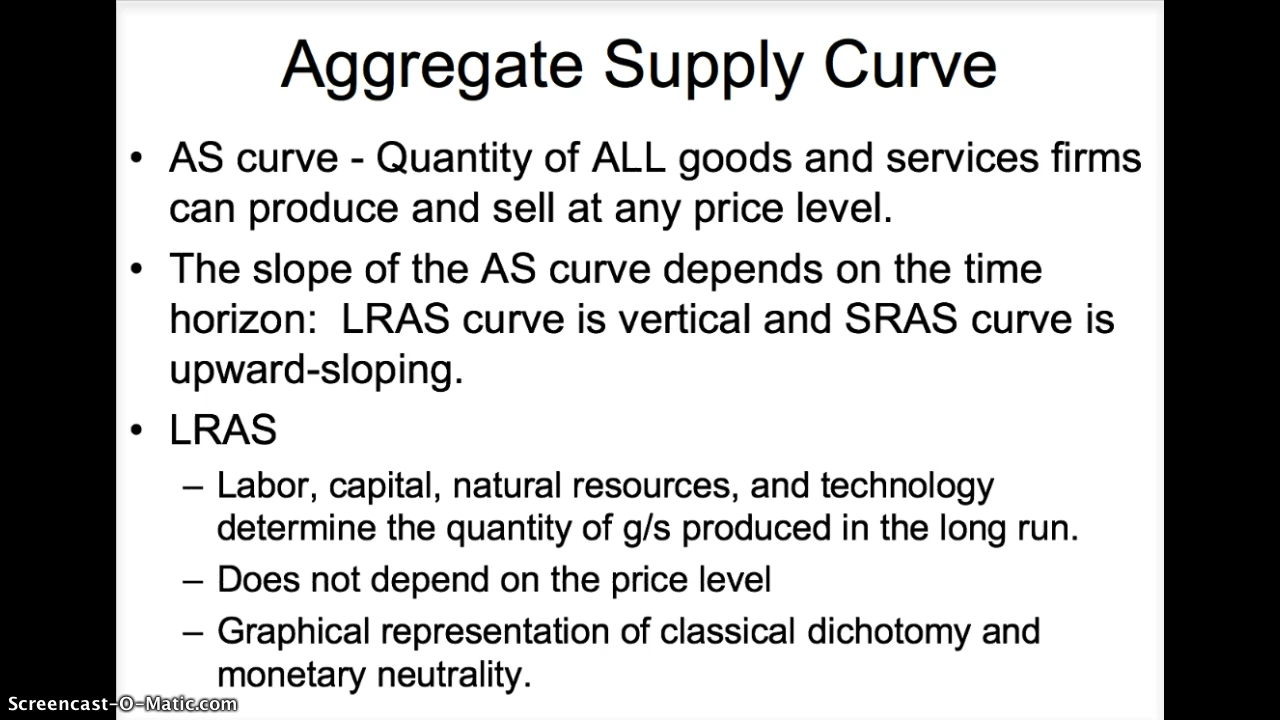 Aggregate Supply Curve
• AS curve - Quantity of ALL goods and services firms
can produce and sell at any price level.
• The slope of the AS curve depends on the time
horizon:  LRAS curve is vertical and SRAS curve is
upward-sloping.
• LRAS
– Labor, capital, natural resources, and technology
determine the quantity of g/s produced in the long run.
– Does not depend on the price level
– Graphical representation of classical dichotomy and
monetary neutrality.
Screencast-O-Matic.com